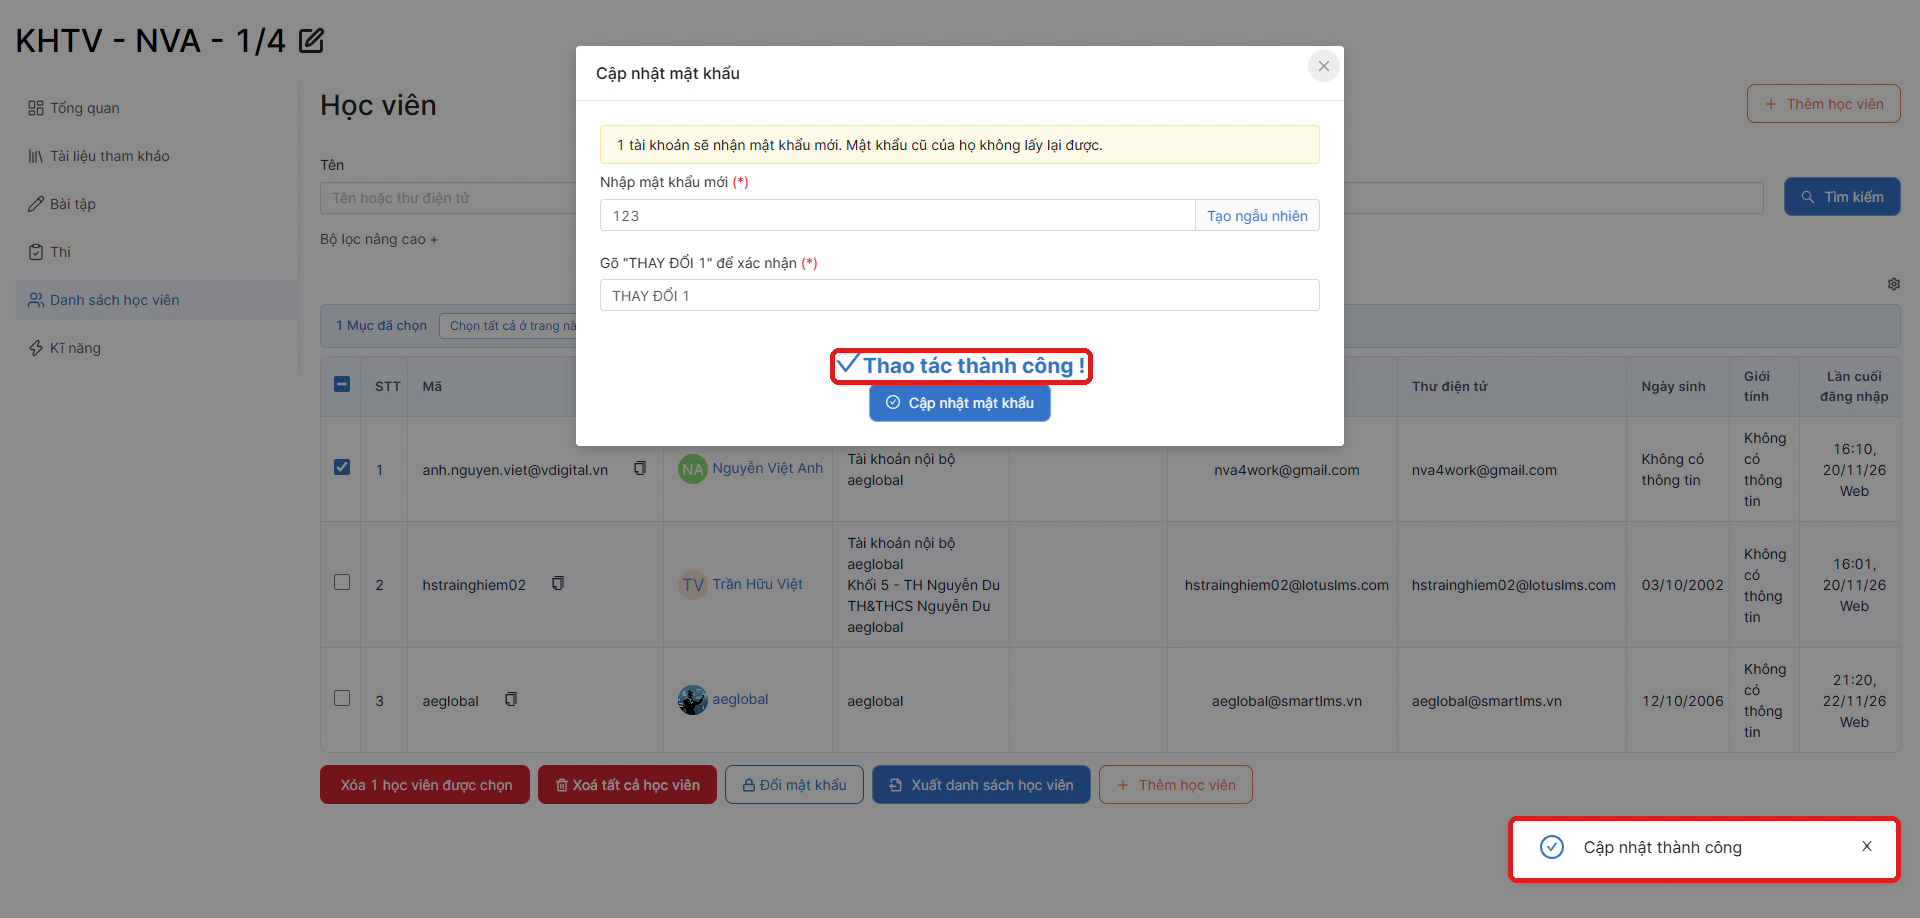 KHTV - NVA - 1/4
Tổng quan
Tài liệu tham khảo
Bài tập
Thi
Danh sách học viên
Kĩ năng
Học viên
Thêm học viên
Tên
Tên hoặc thư điện tử
Tìm kiếm
Bộ lọc nâng cao +
Cập nhật mật khẩu
1 tài khoản sẽ nhận mật khẩu mới. Mật khẩu cũ của họ không lấy lại được.
Nhập mật khẩu mới (*)
123
Tạo ngẫu nhiên
Gõ "THAY ĐỔI 1" để xác nhận (*)
THAY ĐỔI 1
Thao tác thành công !
Cập nhật mật khẩu
1 Mục đã chọn
Chọn tất cả ở trang nà
STT
Mã
Thư điện tử
Ngày sinh
Giới
tính
Lần cuối
đăng nhập
1
anh.nguyen.viet@vdigital.vn
NA
Nguyễn Việt Anh
Tài khoản nội bộ
aeglobal
nva4work@gmail.com
nva4work@gmail.com
Không có
thông tin
Không
có
thông
tin
16:10,
20/11/26
Web
2
hstrainghiem02
TV
Trần Hữu Việt
Tài khoản nội bộ
aeglobal
Khối 5 - TH Nguyễn Du
TH&THCS Nguyễn Du
aeglobal
hstrainghiem02@lotuslms.com
hstrainghiem02@lotuslms.com
03/10/2002
Không
có
thông
tin
16:01,
20/11/26
Web
3
aeglobal
aeglobal
aeglobal
aeglobal@smartlms.vn
aeglobal@smartlms.vn
12/10/2006
Không
có
thông
tin
21:20,
22/11/26
Web
Xóa 1 học viên được chọn
Xoá tất cả học viên
Đổi mật khẩu
Xuất danh sách học viên
Thêm học viên
Cập nhật thành công
X